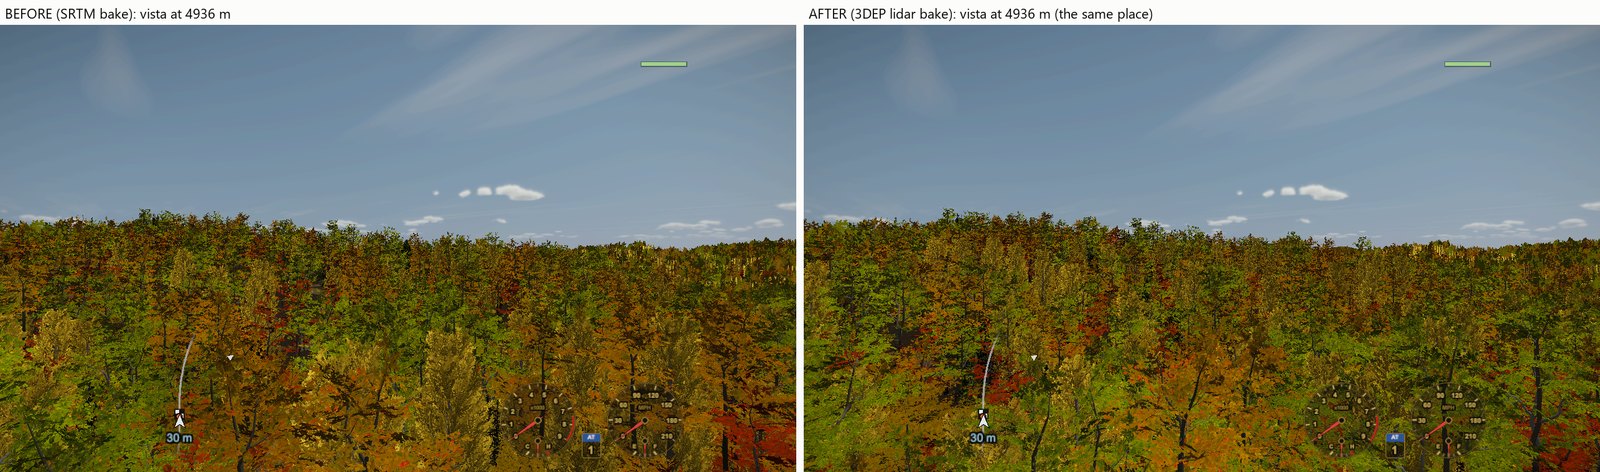 BEFORE (SRTM bake): vista at 4936 m
AFTER (3DEP lidar bake): vista at 4936 m (the same place)
30 m
AT
1
30 m
AT
1